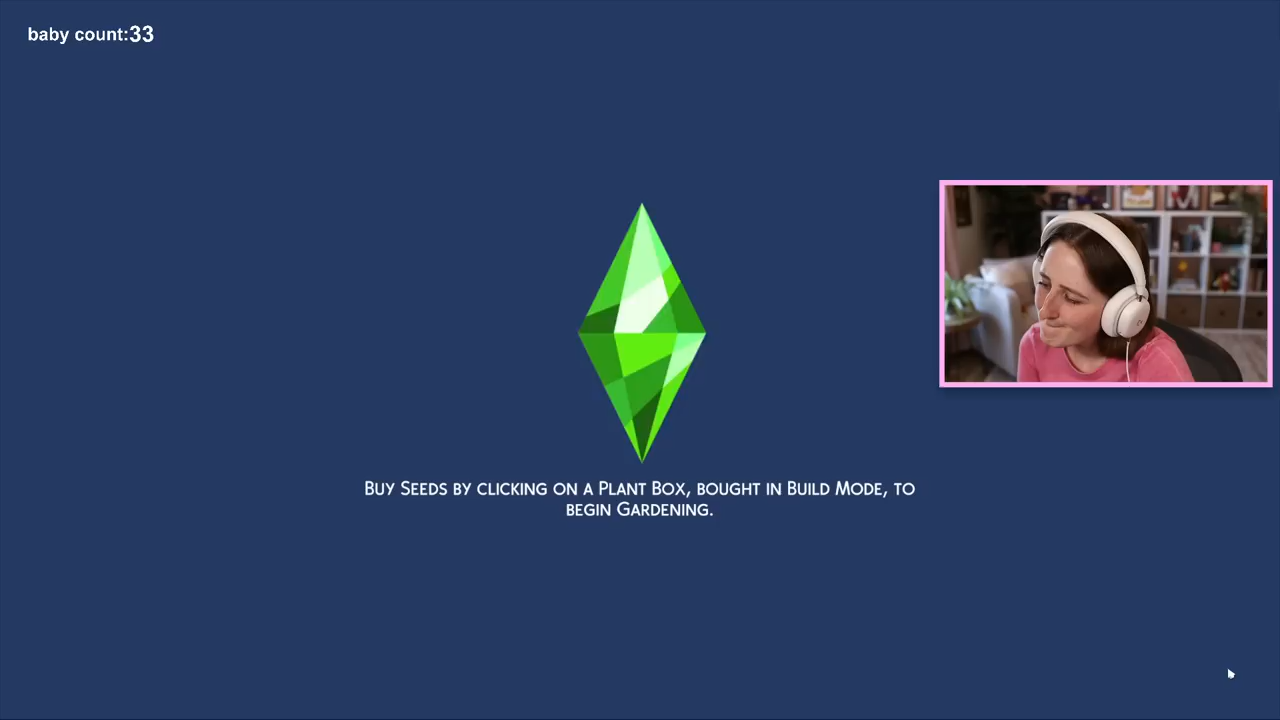 baby count:33
BUY SEEDS BY CLICKING ON A PLANT BOX, BOUGHT IN BUILD MODE, TO
BEGIN GARDENING.